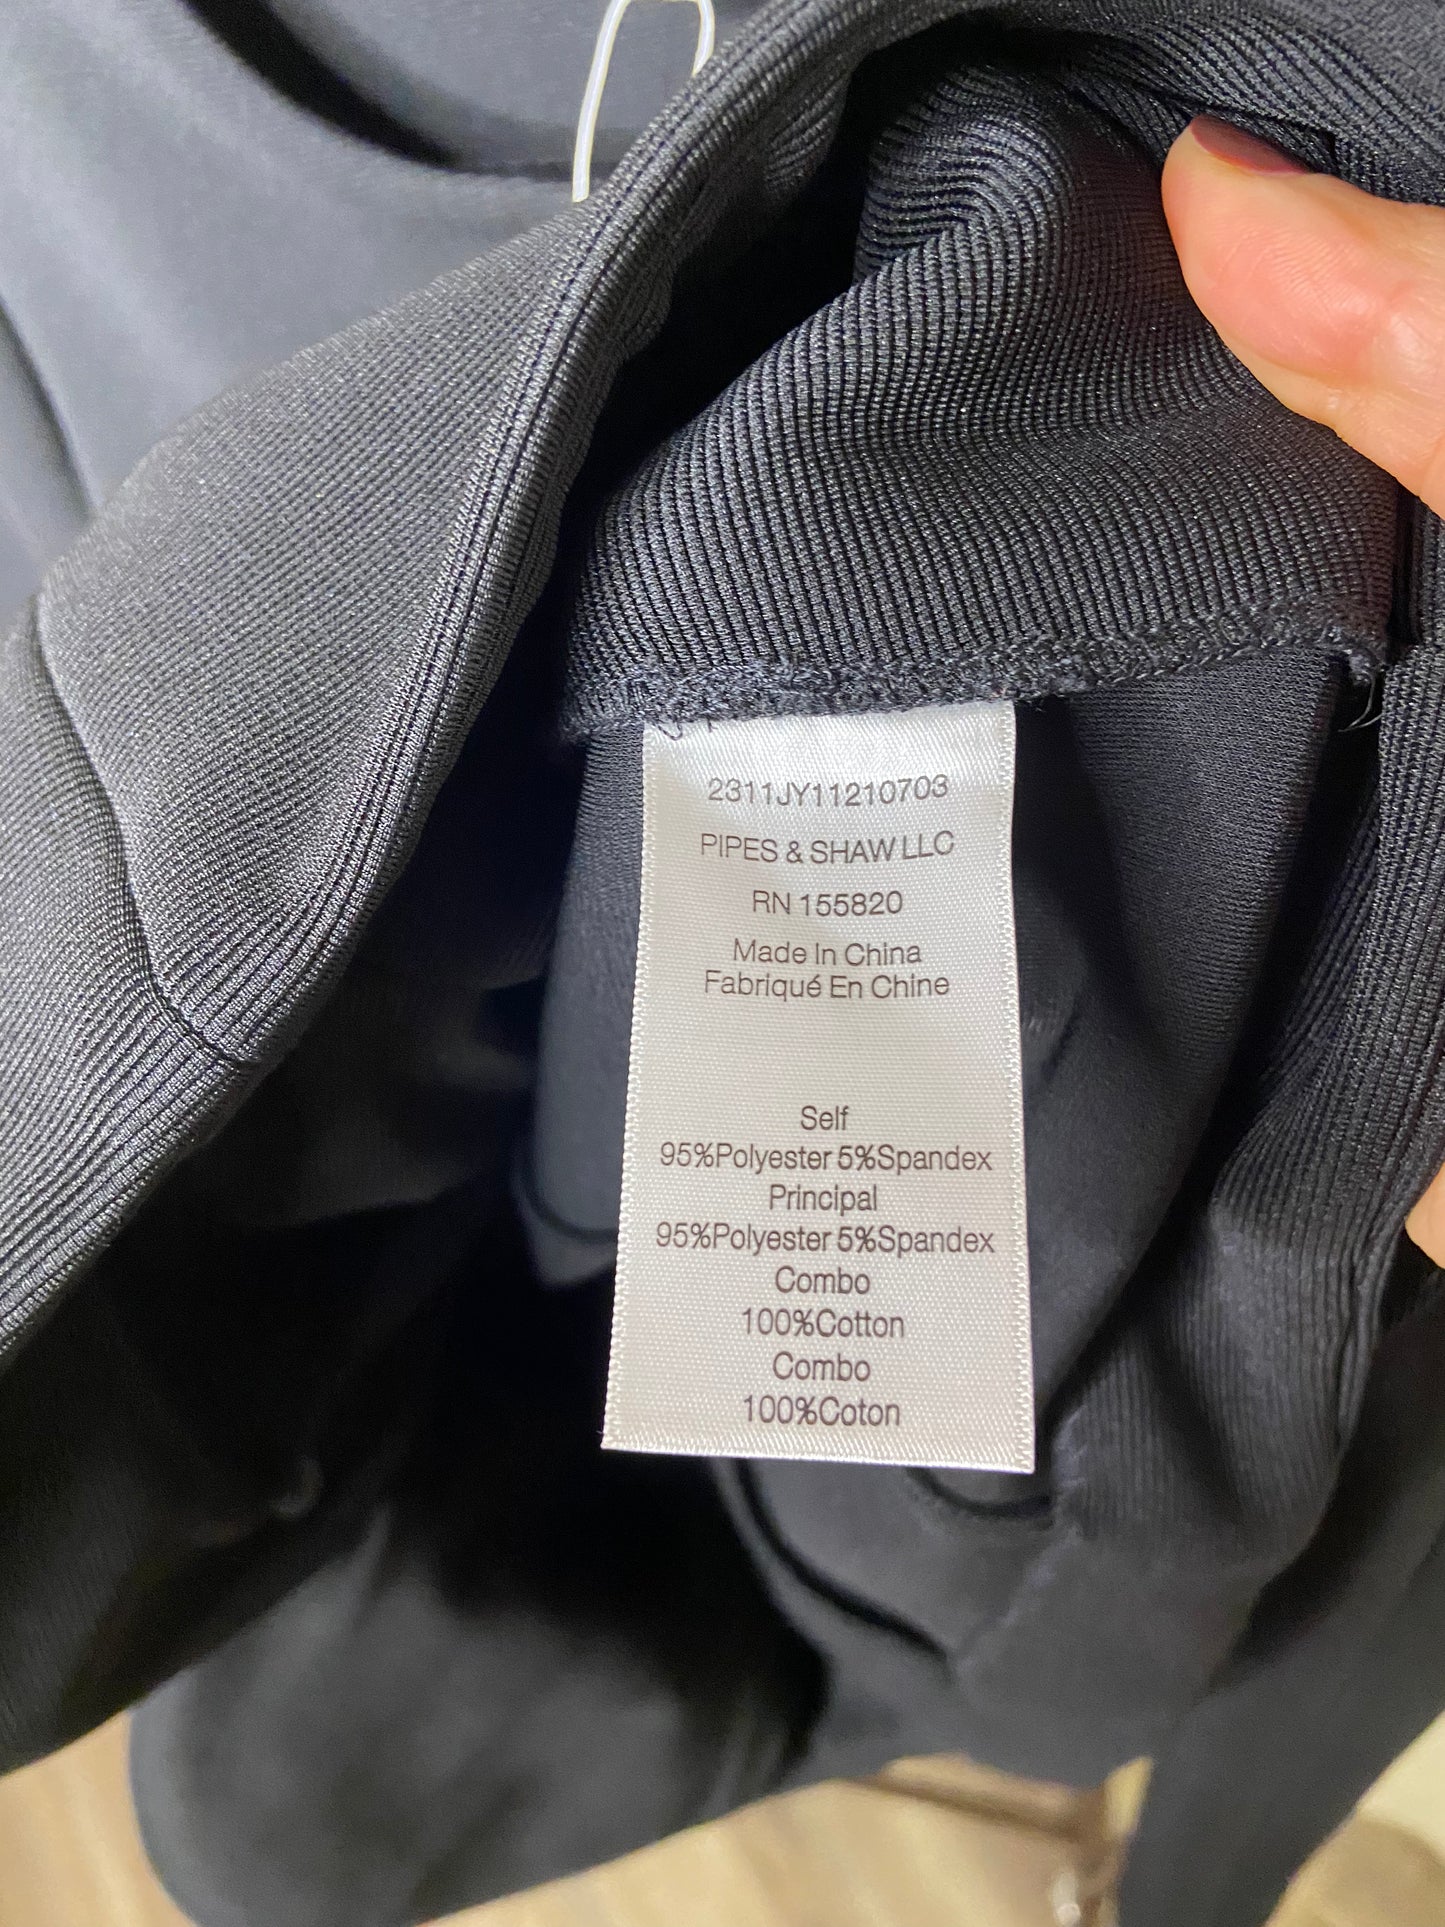 2311JY11210703
PIPES & SHAW LLC
RN 155820
Made In China
Fabriqué En Chine
Self
95%Polyester 5%Spandex
Principal
95%Polyester 5%Spandex
Combo
100%Cotton
Combo
100%Coton